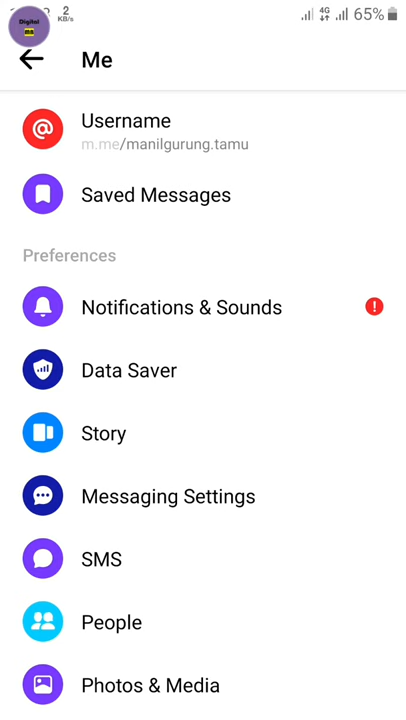 Digital
2
KB/s
4G
65%
Me
Username
m.me/manilgurung.tamu
Saved Messages
Preferences
Notifications & Sounds
Data Saver
Story
Messaging Settings
SMS
People
Photos & Media